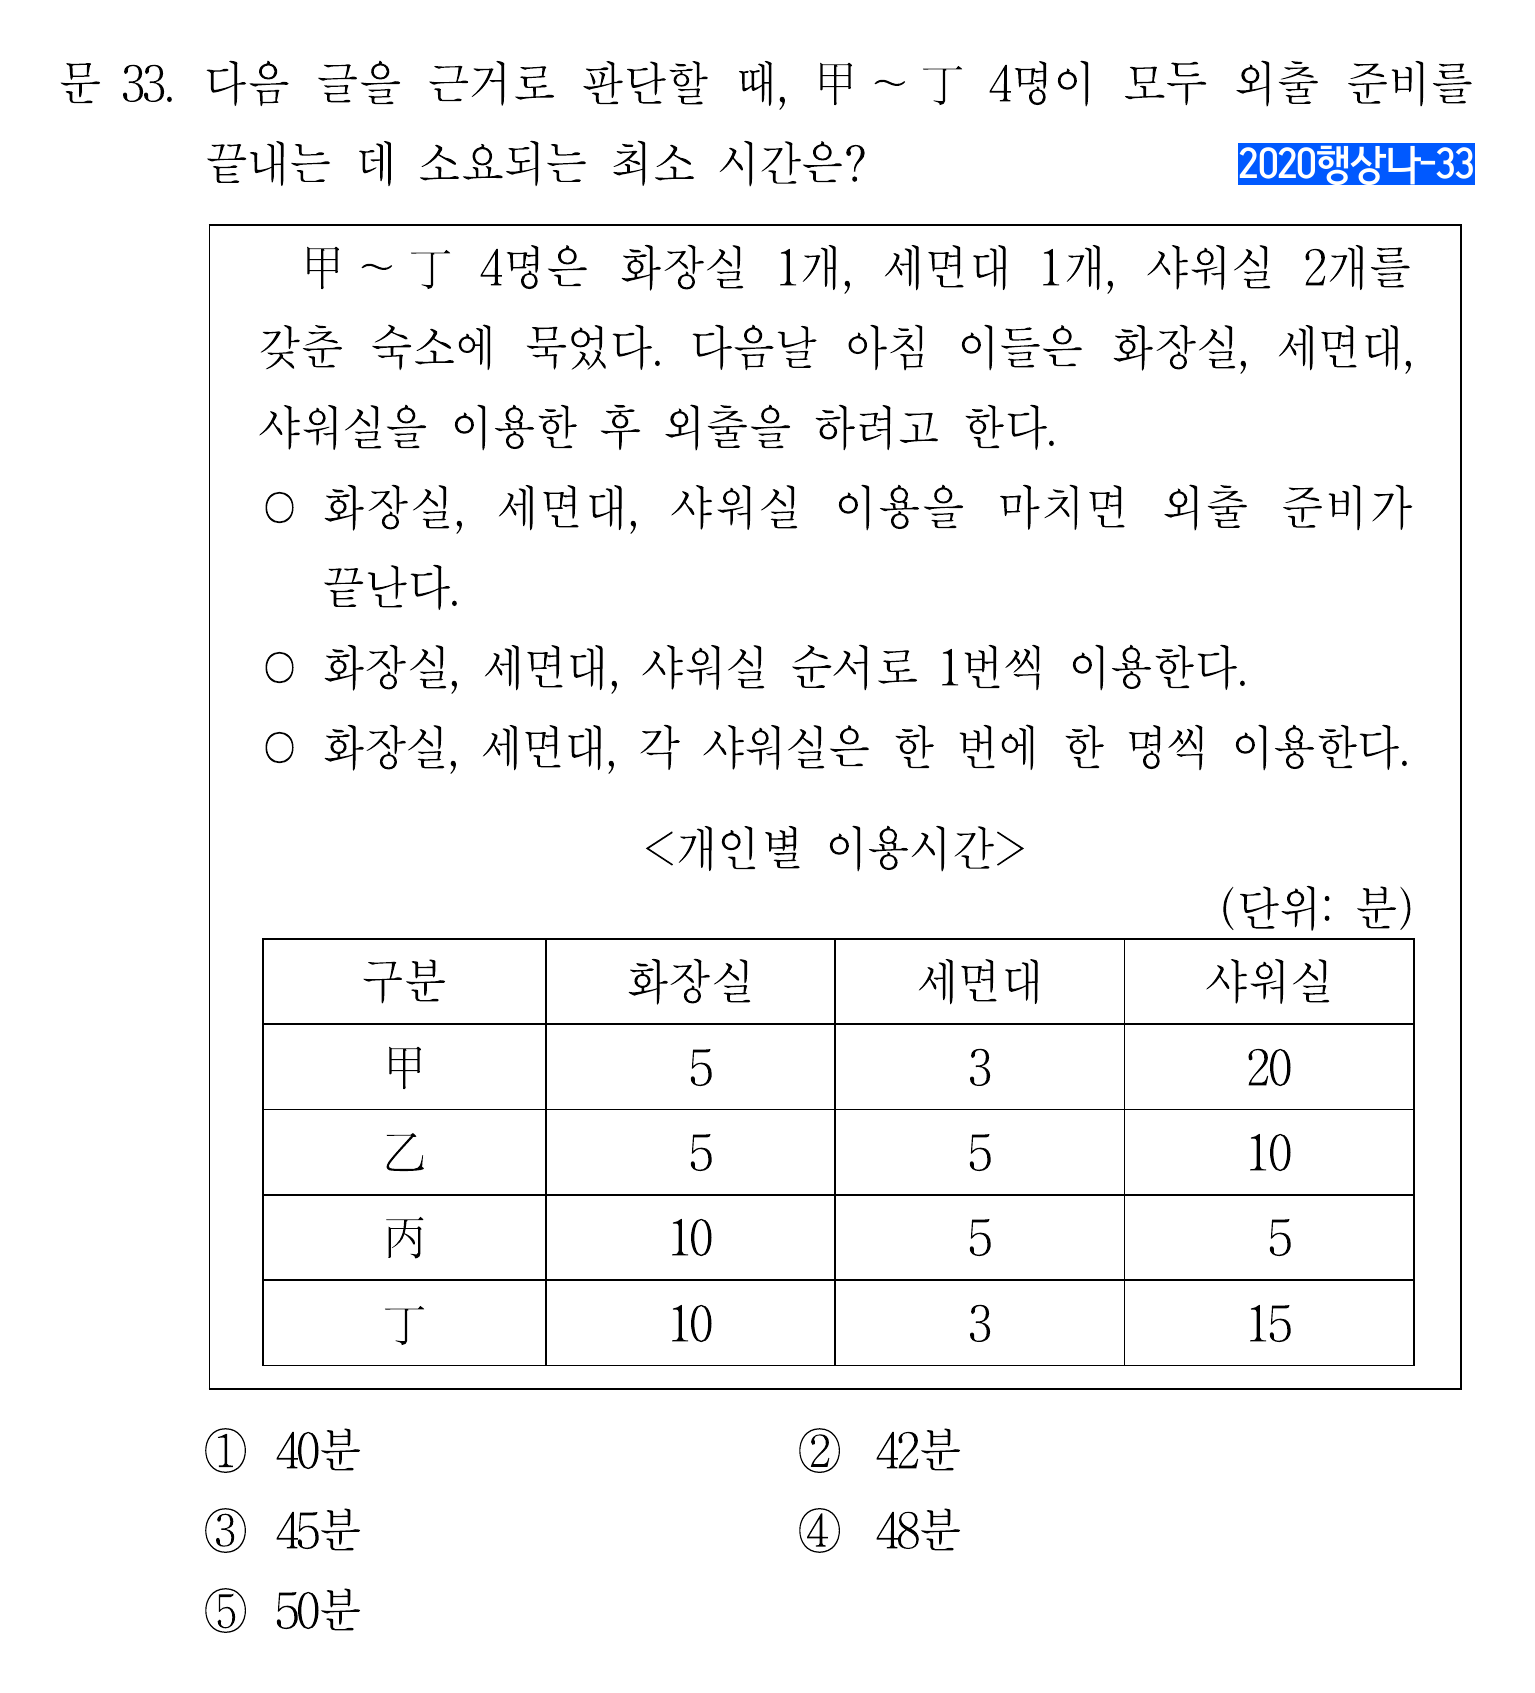 문 33. 다음 글을 근거로 판단할 때, 甲 ~ 丁 4명이 모두 외출 준비를
끝내는 데 소요되는 최소 시간은?
2020행상나-33
甲 ~ 丁 4명은 화장실 1개, 세면대 1개, 샤워실 2개를
갖춘 숙소에 묵었다. 다음날 아침 이들은 화장실, 세면대,
샤워실을 이용한 후 외출을 하려고 한다.
○ 화장실, 세면대, 샤워실 이용을 마치면 외출 준비가
끝난다.
○ 화장실, 세면대, 샤워실 순서로 1번씩 이용한다.
○ 화장실, 세면대, 각 샤워실은 한 번에 한 명씩 이용한다.
<개인별 이용시간>
(단위: 분)
구분 화장실 세면대 샤워실
甲 5 3 20
乙 5 5 10
丙 10 5 5
丁 10 3 15
① 40분 ② 42분
③ 45분 ④ 48분
⑤ 50분